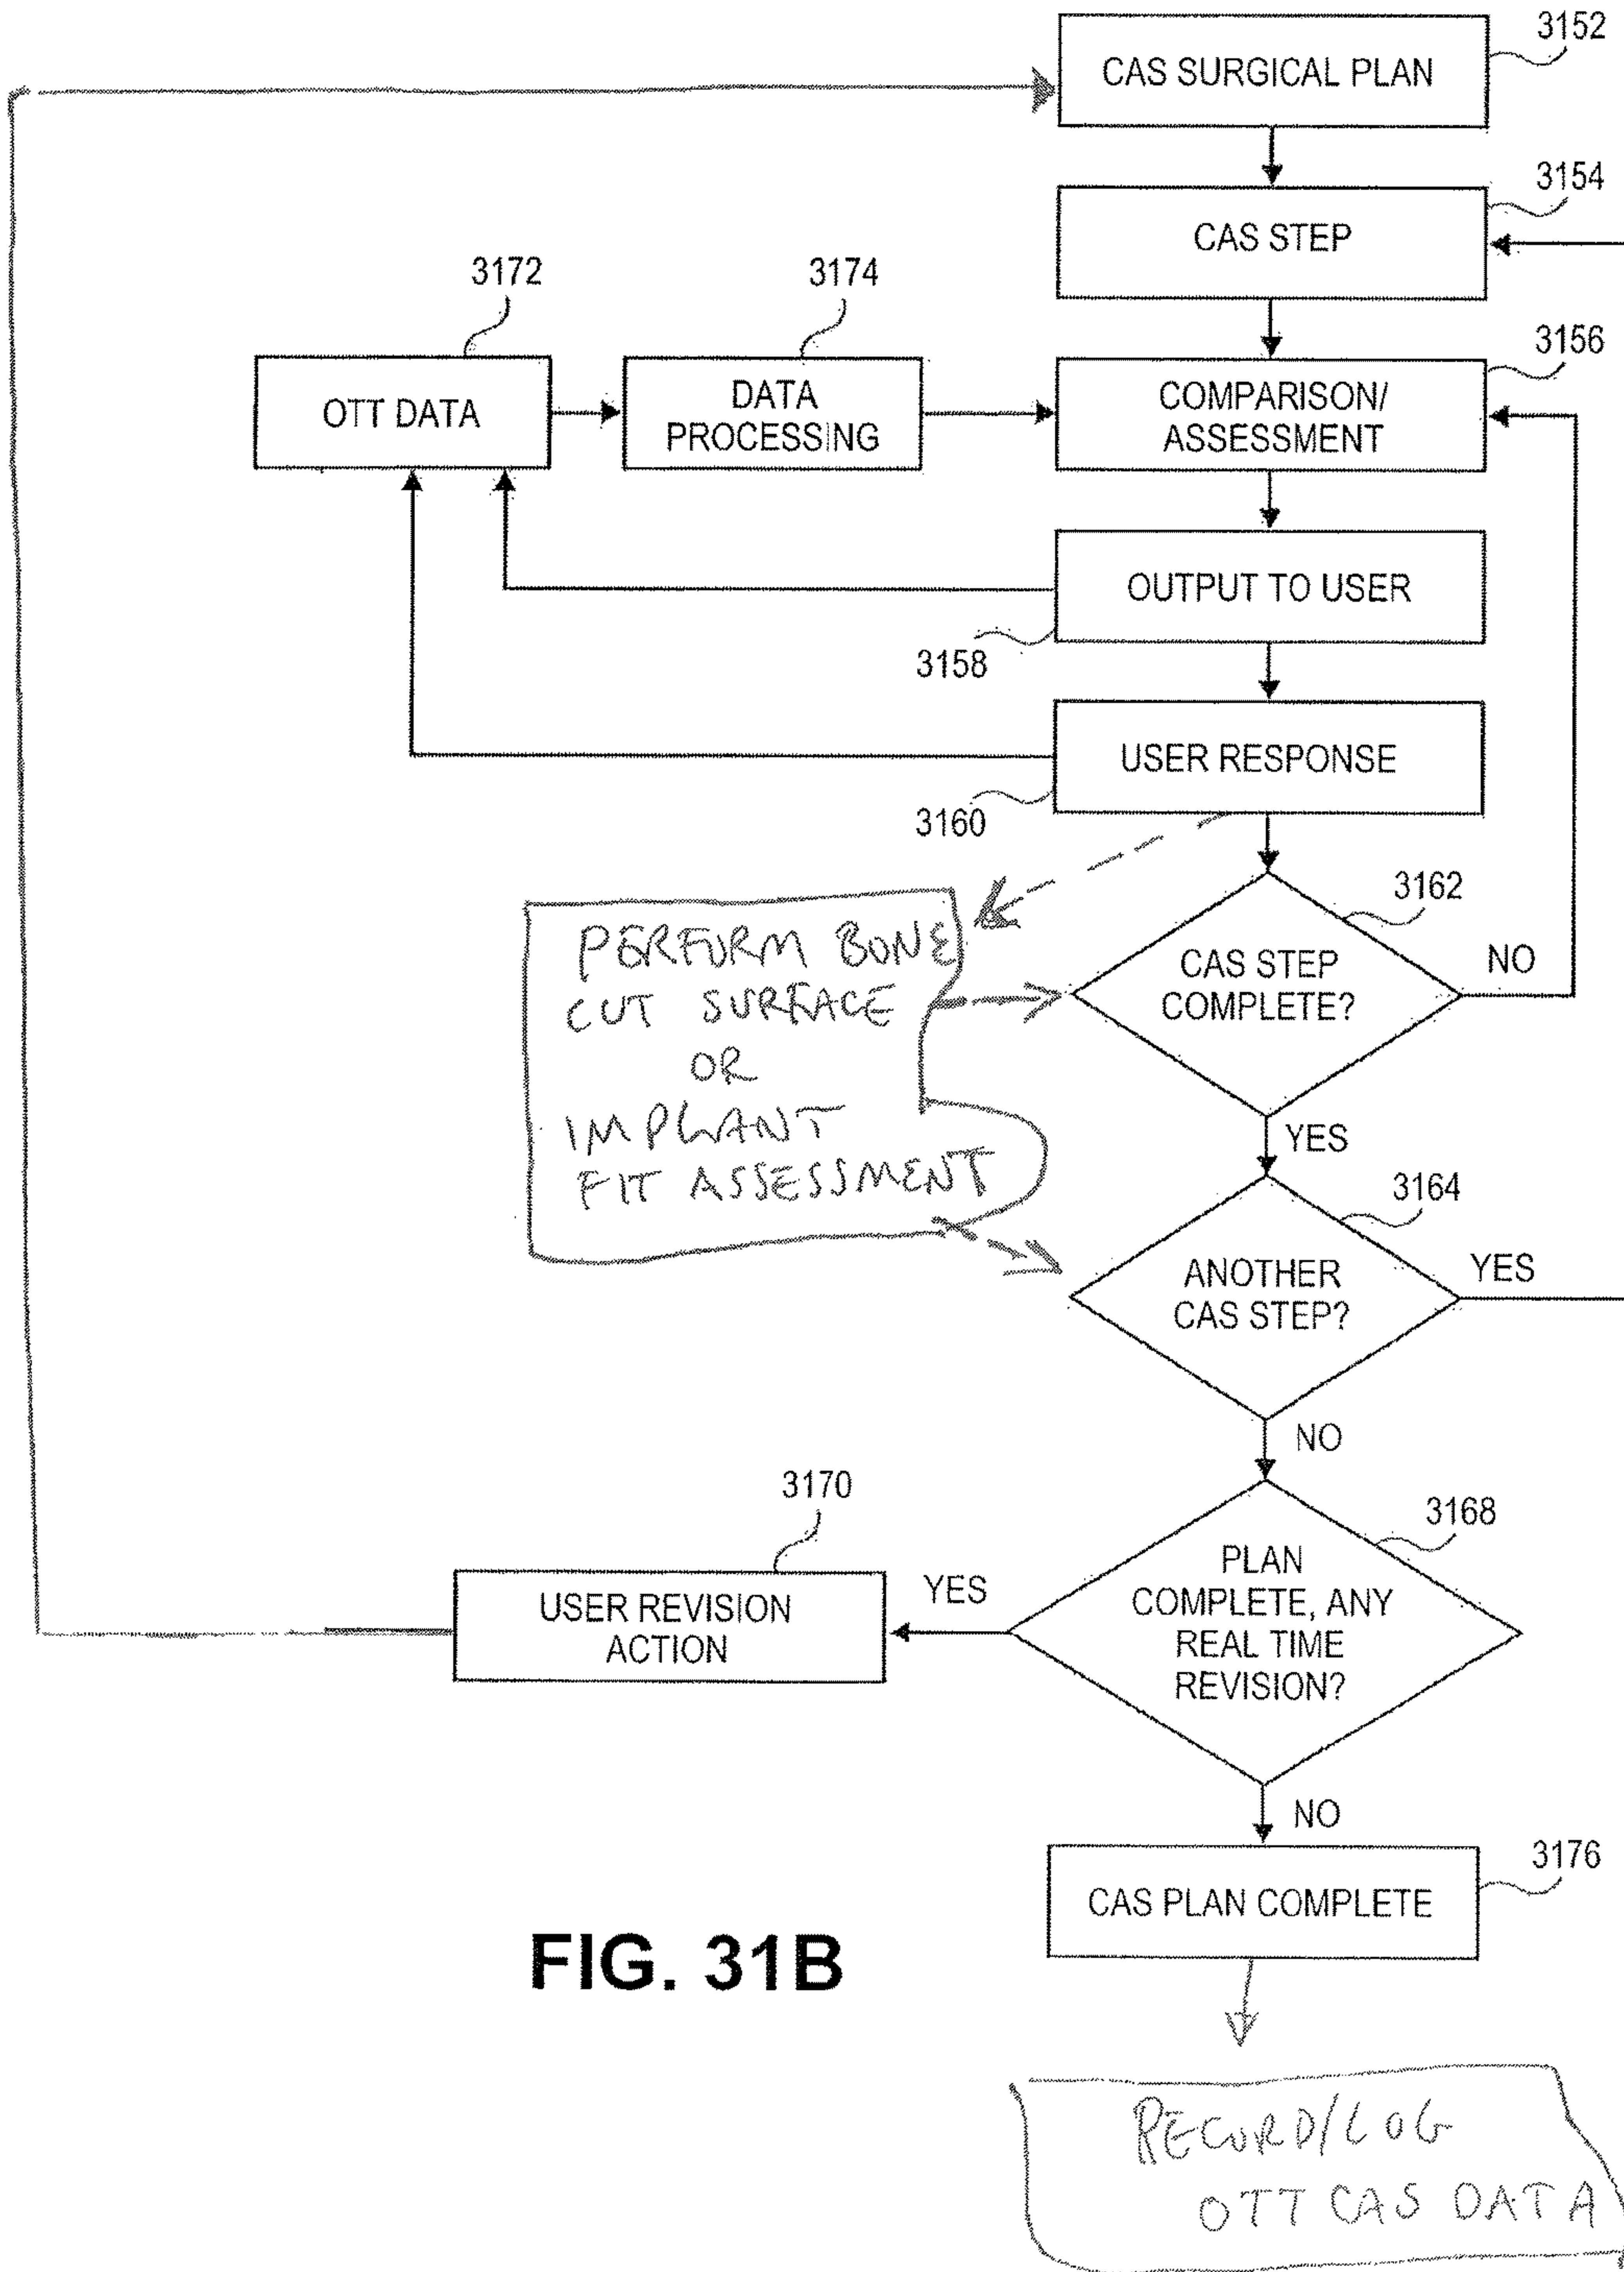 3152
CAS SURGICAL PLAN
3154
CAS STEP
3172
3174
3156
OTT DATA
DATA
PROCESSING
COMPARISON/
ASSESSMENT
OUTPUT TO USER
3158
USER RESPONSE
3160
3162
PERFORM BONE
CUT SURFACE
OR
IMPLANT
FIT ASSESSMENT
CAS STEP
COMPLETE?
NO
YES
3164
ANOTHER
CAS STEP?
YES
NO
3170
3168
USER REVISION
ACTION
YES
PLAN
COMPLETE, ANY
REAL TIME
REVISION?
NO
3176
CAS PLAN COMPLETE
FIG. 31B
RECORD/LOG
OTT CAS DATA